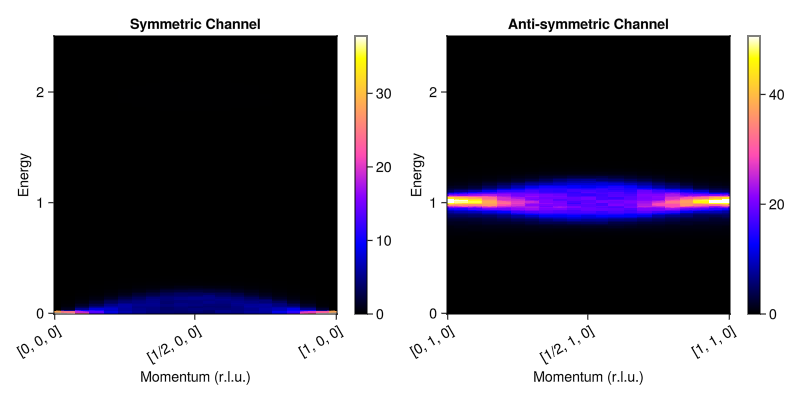 Symmetric Channel
Energy
2
1
0
[0, 0, 0]
[1/2, 0, 0]
[1, 0, 0]
Momentum (r.l.u.)
30
20
10
0
Anti-symmetric Channel
Energy
2
1
0
[0, 1, 0]
[1/2, 1, 0]
[1, 1, 0]
Momentum (r.l.u.)
40
20
0